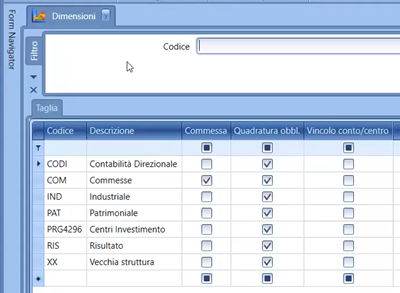 Form Navigator
Dimensioni
Filtro
Codice
Taglia
Codice Descrizione Commessa Quadratura obbl. Vincolo conto/centro
CODI Contabilità Direzionale
COM Commesse
IND Industriale
PAT Patrimoniale
PRG4296 Centri Investimento
RIS Risultato
XX Vecchia struttura